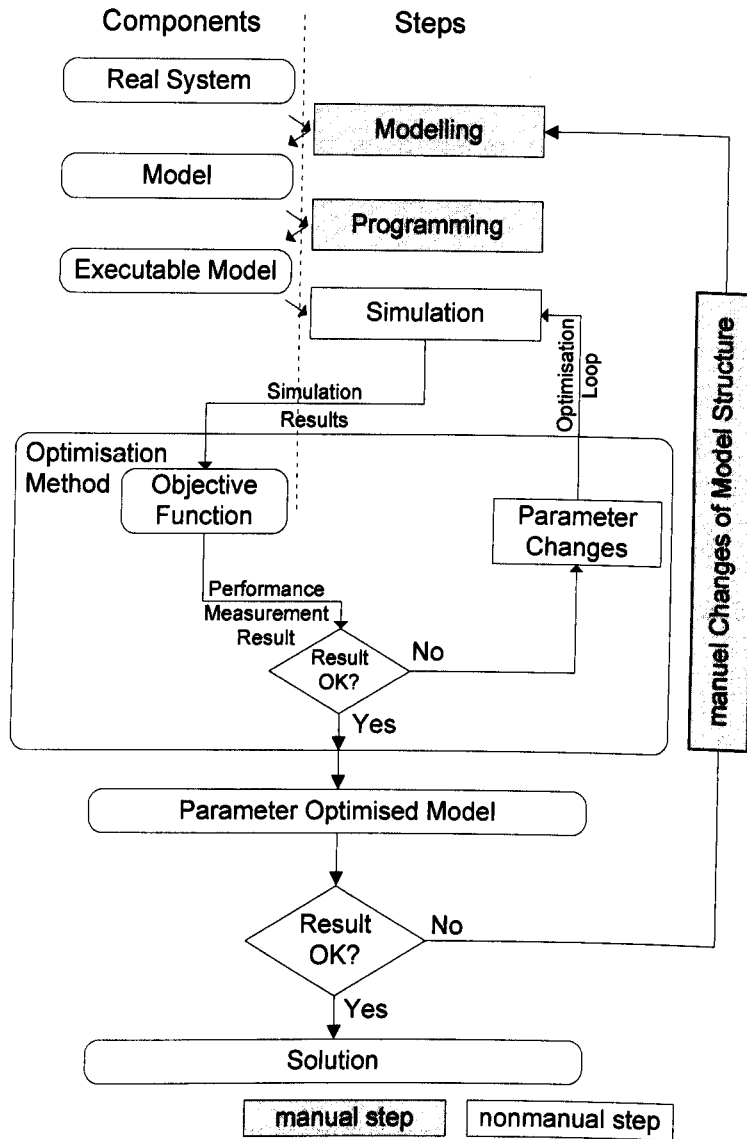 Components
Steps
Real System
Modelling
Model
Programming
Executable Model
Simulation
Optimisation
Loop
Simulation
Results
Optimisation
Method
Objective
Function
Parameter
Changes
manuel Changes of Model Structure
Performance
Measurement
Result
Result
OK?
No
Yes
Parameter Optimised Model
Result
OK?
No
Yes
Solution
manual step
nonmanual step